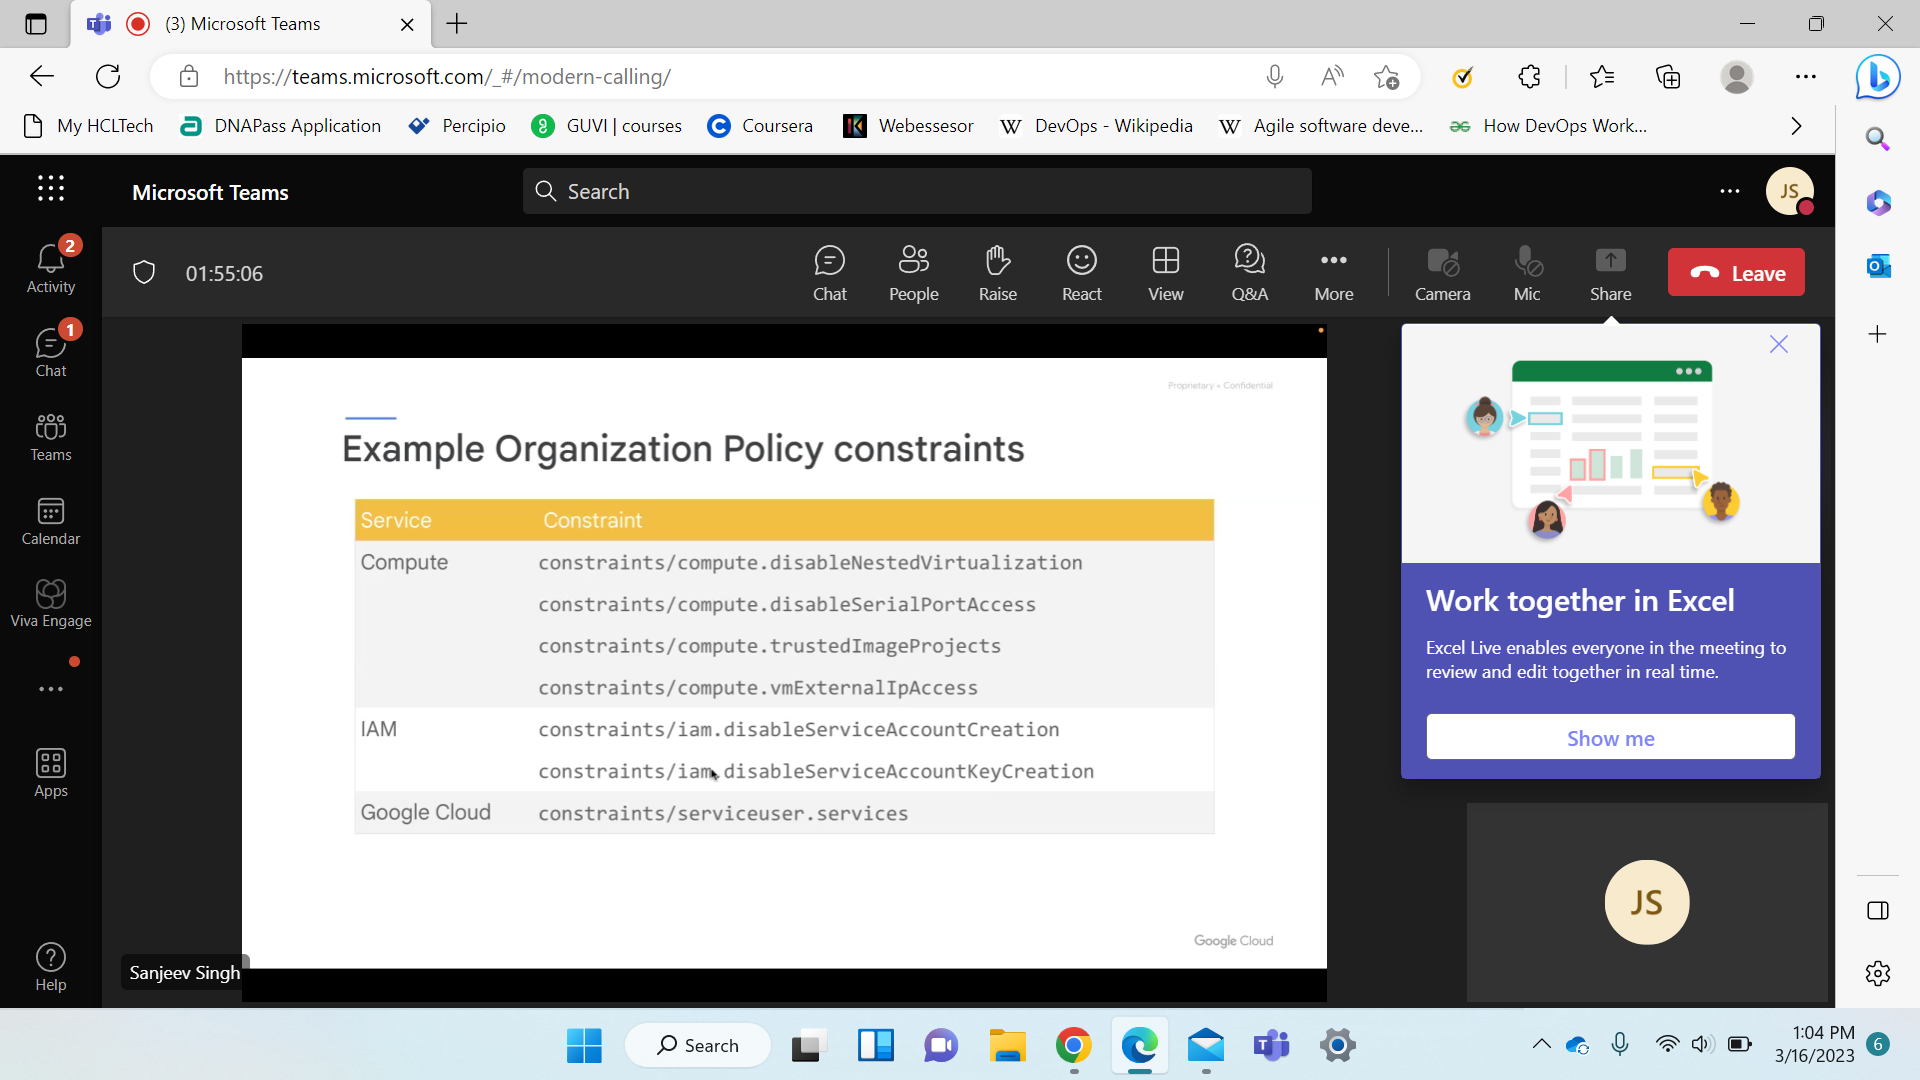 (3) Microsoft Teams
https://teams.microsoft.com/_#/modern-calling/
My HCLTech
DNAPass Application
Percipio
GUVI | courses
Coursera
Webessesor
DevOps - Wikipedia
Agile software deve...
How DevOps Work...
Microsoft Teams
Search
JS
2
Activity
01:55:06
Chat
People
Raise
React
View
Q&A
More
Camera
Mic
Share
Leave
1
Chat
Teams
Calendar
Viva Engage
Apps
Help
Proprietary + Confidential
Example Organization Policy constraints
Service Constraint
Compute constraints/compute.disableNestedVirtualization
constraints/compute.disableSerialPortAccess
constraints/compute.trustedImageProjects
constraints/compute.vmExternalIpAccess
IAM constraints/iam.disableServiceAccountCreation
constraints/iam.disableServiceAccountKeyCreation
Google Cloud constraints/serviceuser.services
Google Cloud
Sanjeev Singh
Work together in Excel
Excel Live enables everyone in the meeting to
review and edit together in real time.
Show me
JS
Search
1:04 PM
3/16/2023
6